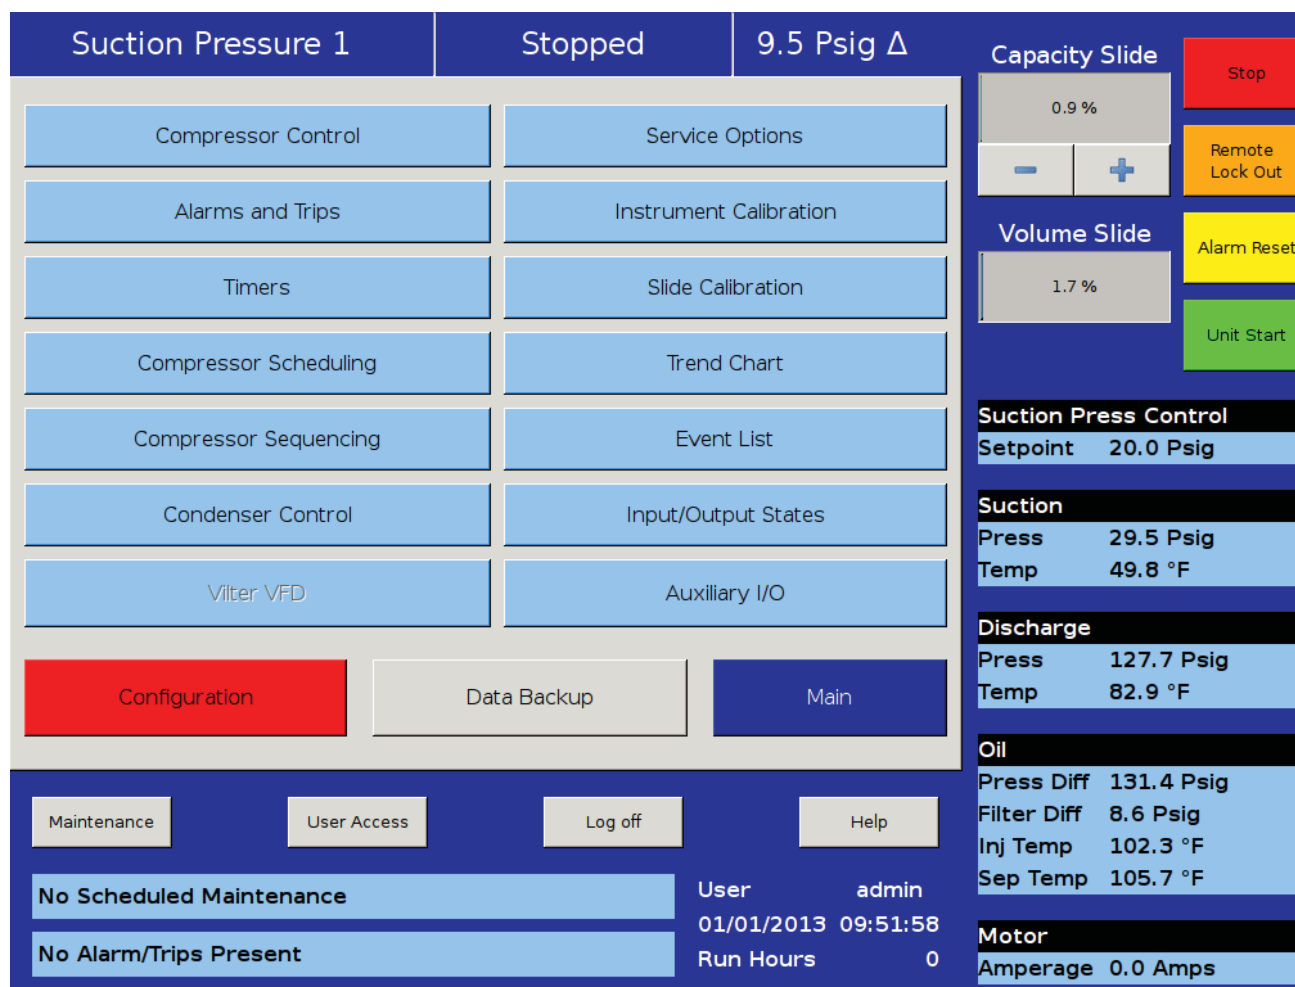 Suction Pressure 1
Stopped
9.5 Psig Δ
Compressor Control
Service Options
Alarms and Trips
Instrument Calibration
Timers
Slide Calibration
Compressor Scheduling
Trend Chart
Compressor Sequencing
Event List
Condenser Control
Input/Output States
Vilter VFD
Auxiliary I/O
Configuration
Data Backup
Main
Maintenance
User Access
Log off
Help
No Scheduled Maintenance
No Alarm/Trips Present
User admin
01/01/2013 09:51:58
Run Hours 0
Capacity Slide
0.9 %
Volume Slide
1.7 %
Stop
Remote
Lock Out
Alarm Reset
Unit Start
Suction Press Control
Setpoint 20.0 Psig
Suction
Press 29.5 Psig
Temp 49.8 °F
Discharge
Press 127.7 Psig
Temp 82.9 °F
Oil
Press Diff 131.4 Psig
Filter Diff 8.6 Psig
Inj Temp 102.3 °F
Sep Temp 105.7 °F
Motor
Amperage 0.0 Amps